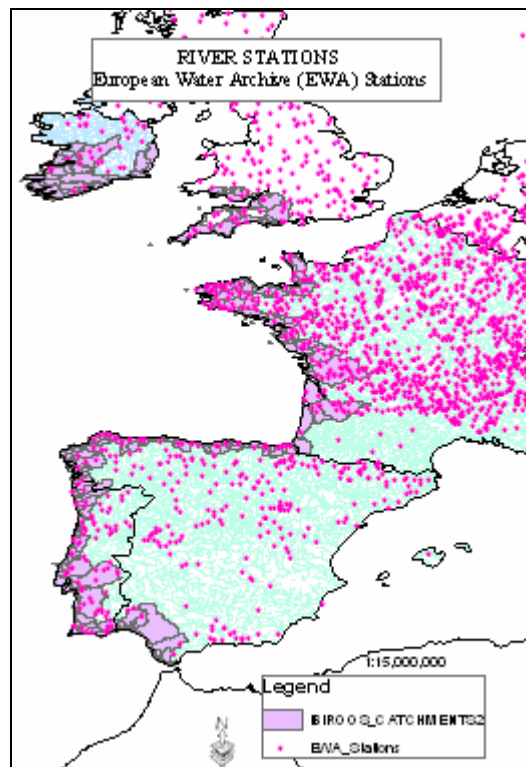 RIVER STATIONS
European Water Archive (EWA) Stations
1:15,000,000
Legend
BIROOS_CATCHMENTS2
EWA_Stations
N